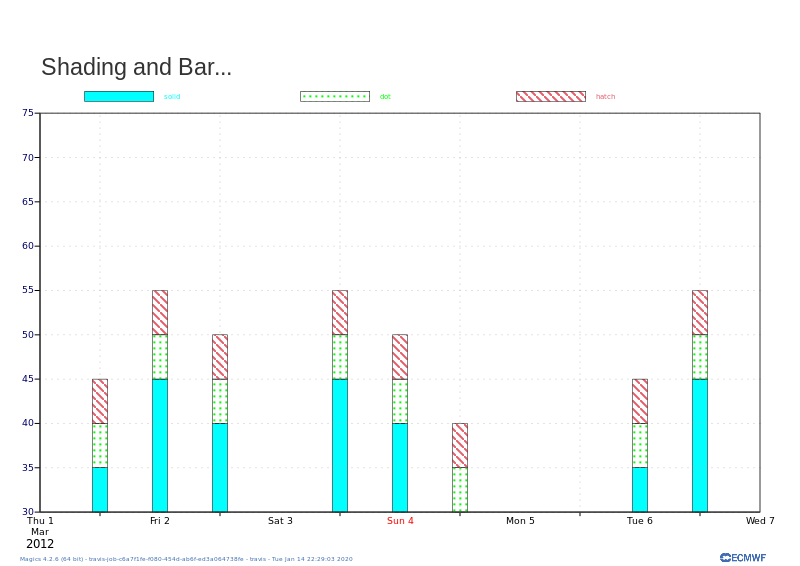 Shading and Bar...
solid dot hatch
75
70
65
60
55
50
45
40
35
30
Thu 1 Fri 2 Sat 3 Sun 4 Mon 5 Tue 6 Wed 7
Mar
2012
Magics 4.2.6 (64 bit) - travis-job-c6a7f1fe-f080-454d-ab6f-ed3a064738fe - travis - Tue Jan 14 22:29:03 2020
ECMWF